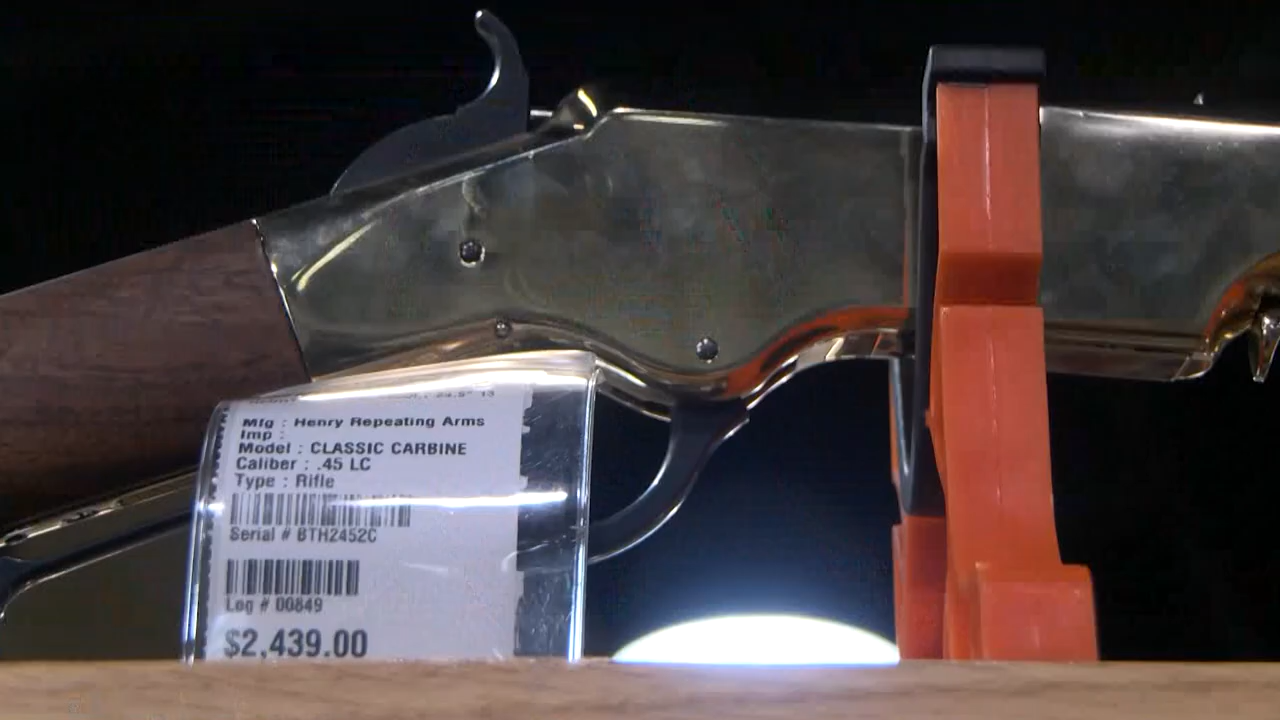 Mfg : Henry Repeating Arms
Imp :
Model : CLASSIC CARBINE
Caliber : .45 LC
Type : Rifle
Serial # BTH2452C
Log # 00849
$2,439.00